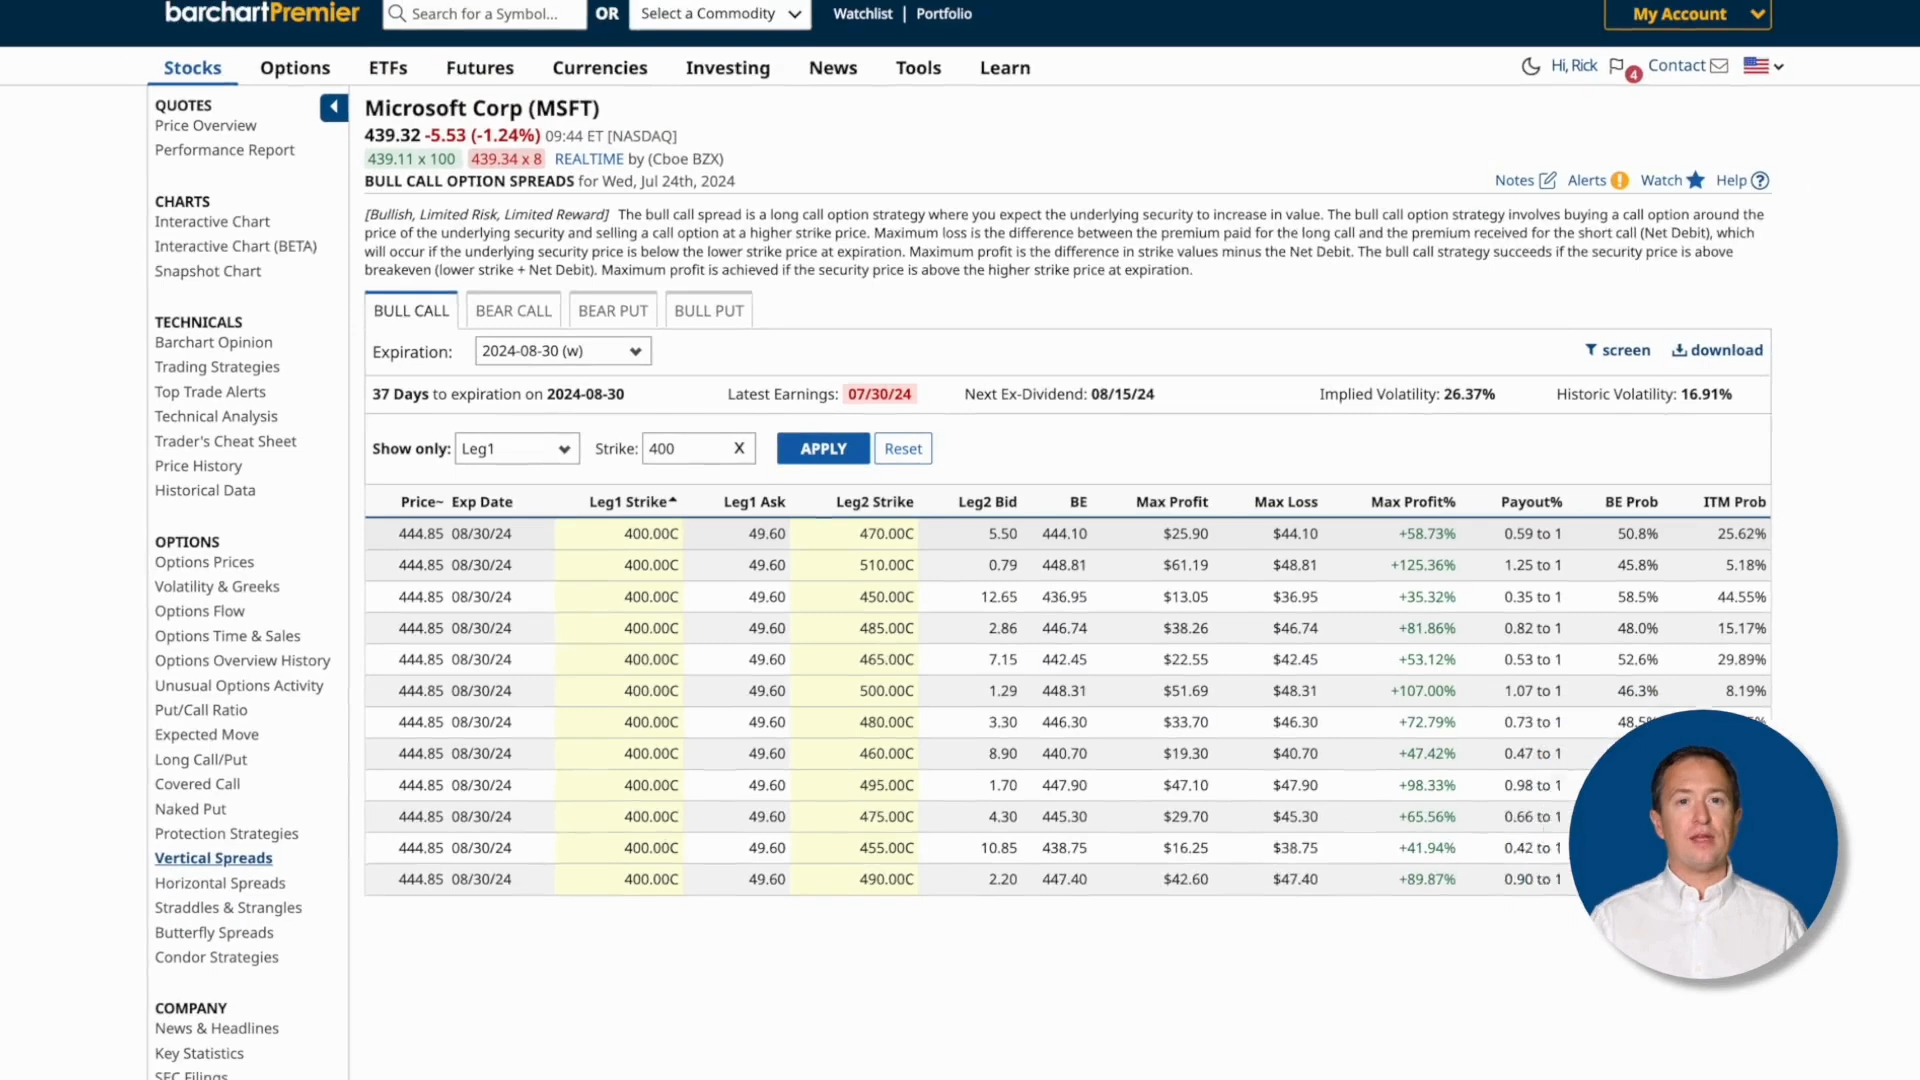 barchartPremier
Search for a Symbol...
OR
Select a Commodity
Watchlist | Portfolio
My Account
Stocks
Options
ETFs
Futures
Currencies
Investing
News
Tools
Learn
Hi, Rick
4
Contact
QUOTES
Price Overview
Performance Report
CHARTS
Interactive Chart
Interactive Chart (BETA)
Snapshot Chart
TECHNICALS
Barchart Opinion
Trading Strategies
Top Trade Alerts
Technical Analysis
Trader's Cheat Sheet
Price History
Historical Data
OPTIONS
Options Prices
Volatility & Greeks
Options Flow
Options Time & Sales
Options Overview History
Unusual Options Activity
Put/Call Ratio
Expected Move
Long Call/Put
Covered Call
Naked Put
Protection Strategies
Vertical Spreads
Horizontal Spreads
Straddles & Strangles
Butterfly Spreads
Condor Strategies
COMPANY
News & Headlines
Key Statistics
SEC Filings
Microsoft Corp (MSFT)
439.32 -5.53 (-1.24%) 09:44 ET [NASDAQ]
439.11 x 100 439.34 x 8 REALTIME by (Cboe BZX)
BULL CALL OPTION SPREADS for Wed, Jul 24th, 2024
Notes Alerts Watch Help
[Bullish, Limited Risk, Limited Reward] The bull call spread is a long call option strategy where you expect the underlying security to increase in value. The bull call option strategy involves buying a call option around the
price of the underlying security and selling a call option at a higher strike price. Maximum loss is the difference between the premium paid for the long call and the premium received for the short call (Net Debit), which
will occur if the underlying security price is below the lower strike price at expiration. Maximum profit is the difference in strike values minus the Net Debit. The bull call strategy succeeds if the security price is above
breakeven (lower strike + Net Debit). Maximum profit is achieved if the security price is above the higher strike price at expiration.
BULL CALL
BEAR CALL
BEAR PUT
BULL PUT
Expiration: 2024-08-30 (w)
screen
download
37 Days to expiration on 2024-08-30
Latest Earnings: 07/30/24
Next Ex-Dividend: 08/15/24
Implied Volatility: 26.37%
Historic Volatility: 16.91%
Show only: Leg1
Strike: 400 X
APPLY
Reset
Price~ Exp Date Leg1 Strike Leg1 Ask Leg2 Strike Leg2 Bid BE Max Profit Max Loss Max Profit% Payout% BE Prob ITM Prob
444.85 08/30/24 400.00C 49.60 470.00C 5.50 444.10 $25.90 $44.10 +58.73% 0.59 to 1 50.8% 25.62%
444.85 08/30/24 400.00C 49.60 510.00C 0.79 448.81 $61.19 $48.81 +125.36% 1.25 to 1 45.8% 5.18%
444.85 08/30/24 400.00C 49.60 450.00C 12.65 436.95 $13.05 $36.95 +35.32% 0.35 to 1 58.5% 44.55%
444.85 08/30/24 400.00C 49.60 485.00C 2.86 446.74 $38.26 $46.74 +81.86% 0.82 to 1 48.0% 15.17%
444.85 08/30/24 400.00C 49.60 465.00C 7.15 442.45 $22.55 $42.45 +53.12% 0.53 to 1 52.6% 29.89%
444.85 08/30/24 400.00C 49.60 500.00C 1.29 448.31 $51.69 $48.31 +107.00% 1.07 to 1 46.3% 8.19%
444.85 08/30/24 400.00C 49.60 480.00C 3.30 446.30 $33.70 $46.30 +72.79% 0.73 to 1
444.85 08/30/24 400.00C 49.60 460.00C 8.90 440.70 $19.30 $40.70 +47.42% 0.47 to 1
444.85 08/30/24 400.00C 49.60 495.00C 1.70 447.90 $47.10 $47.90 +98.33% 0.98 to 1
444.85 08/30/24 400.00C 49.60 475.00C 4.30 445.30 $29.70 $45.30 +65.56% 0.66 to 1
444.85 08/30/24 400.00C 49.60 455.00C 10.85 438.75 $16.25 $38.75 +41.94% 0.42 to 1
444.85 08/30/24 400.00C 49.60 490.00C 2.20 447.40 $42.60 $47.40 +89.87% 0.90 to 1